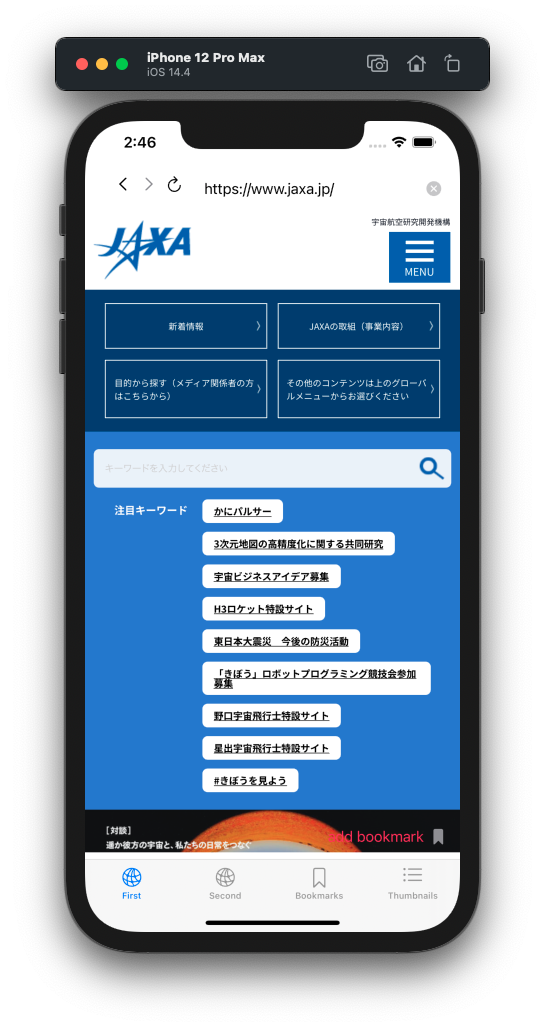 iPhone 12 Pro Max
iOS 14.4
2:46
https://www.jaxa.jp/
宇宙航空研究開発機構
JAXA
MENU
新着情報
JAXAの取組（事業内容）
目的から探す（メディア関係者の方
はこちらから）
その他のコンテンツは上のグローバ
ルメニューからお選びください
キーワードを入力してください
注目キーワード
かにパルサー
3次元地図の高精度化に関する共同研究
宇宙ビジネスアイデア募集
H3ロケット特設サイト
東日本大震災　今後の防災活動
「きぼう」ロボットプログラミング競技会参加
募集
野口宇宙飛行士特設サイト
星出宇宙飛行士特設サイト
#きぼうを見よう
［対談］
遥か彼方の宇宙と、私たちの日常をつなぐ
add bookmark
First
Second
Bookmarks
Thumbnails